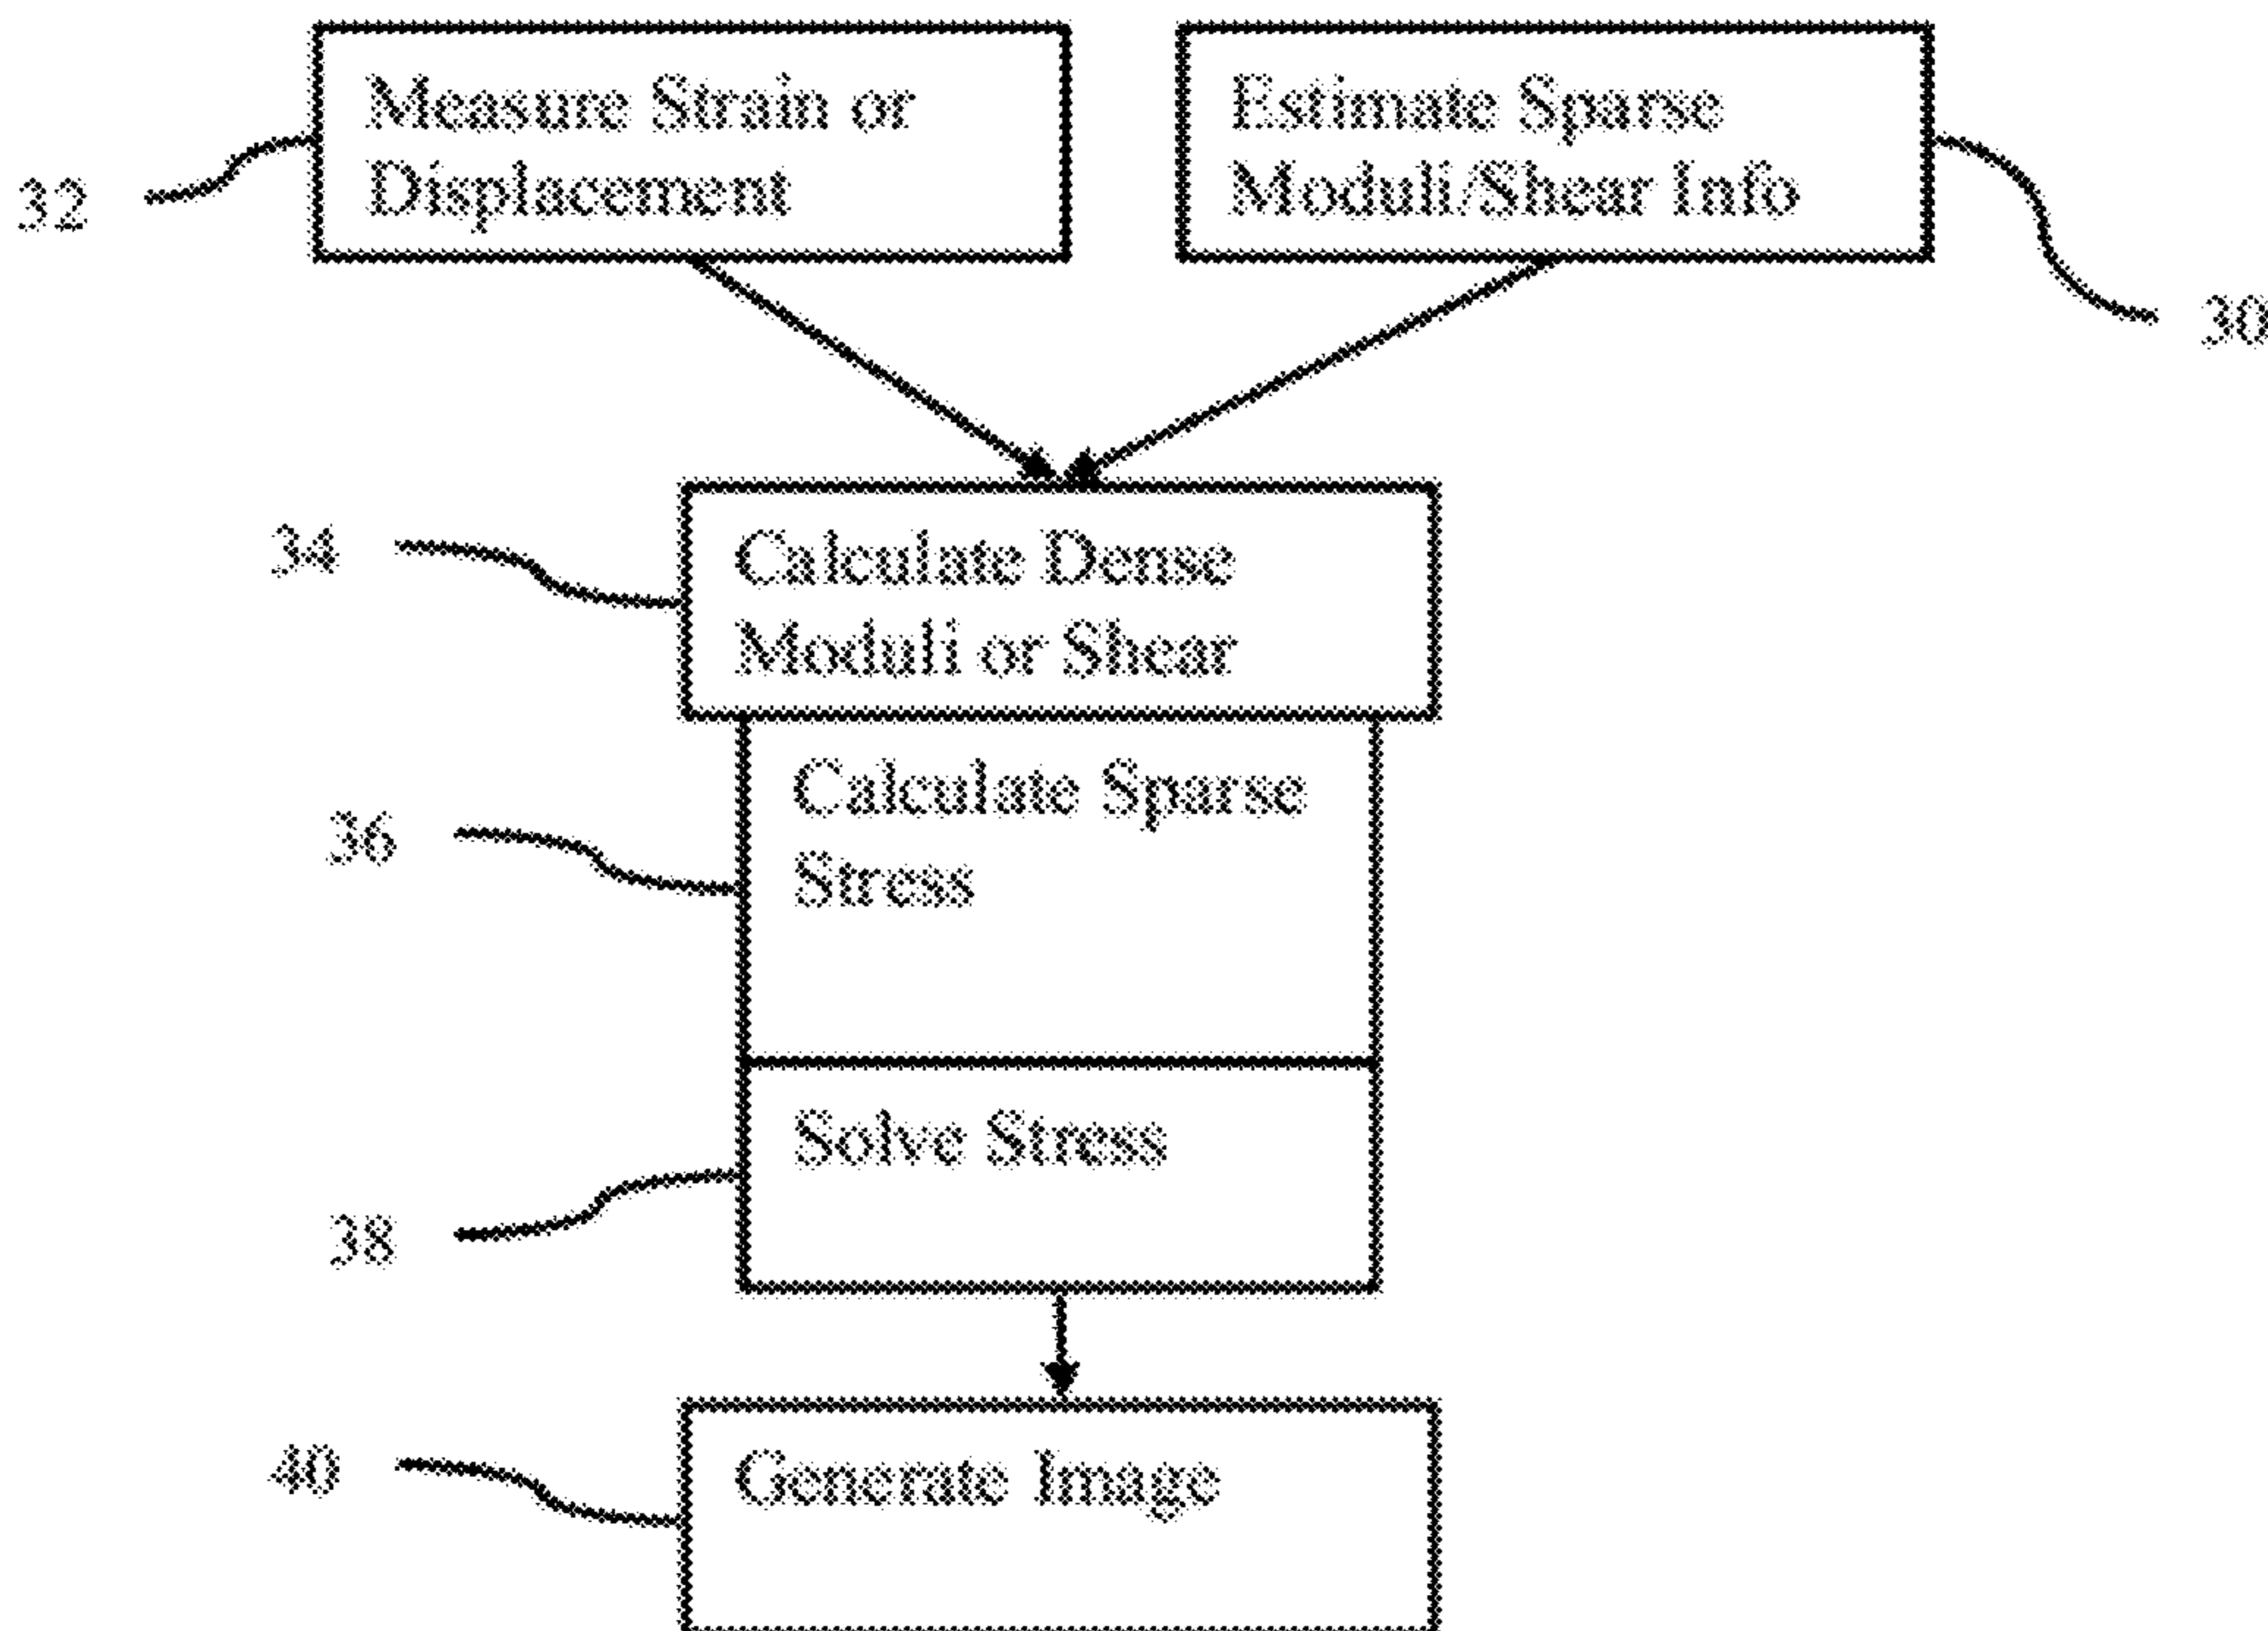 Measure Strain or
Displacement
32
Estimate Sparse
Moduli/Shear Info
30
Calculate Dense
Moduli or Shear
34
Calculate Sparse
Stress
36
Solve Stress
38
Generate Image
40